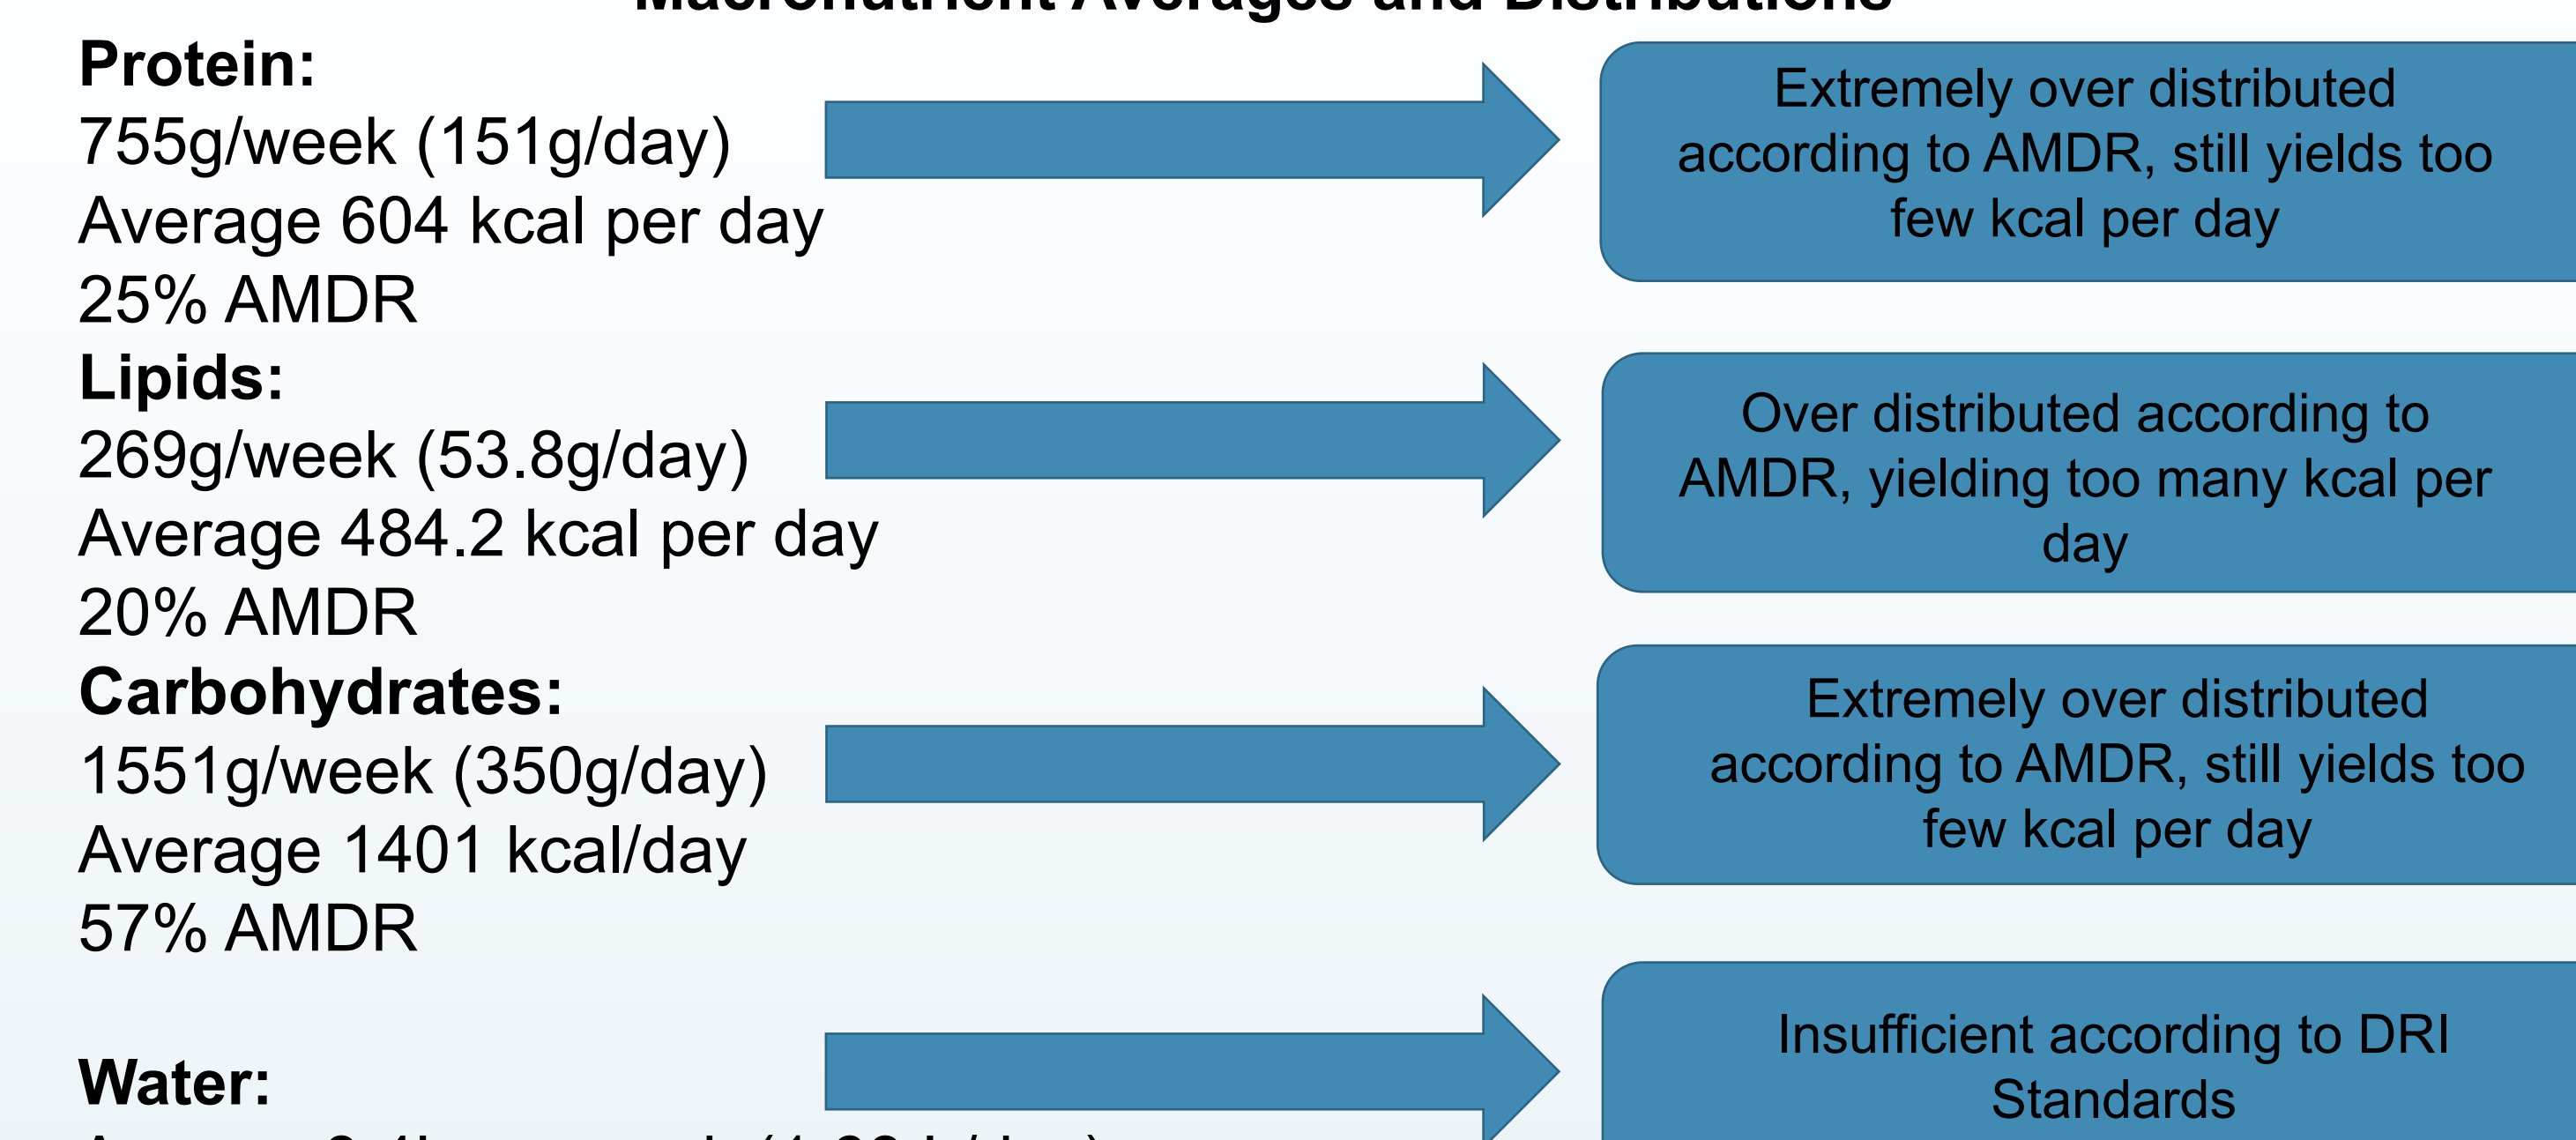 Macronutrient Averages and Distributions
Protein:
755g/week (151g/day)
Average 604 kcal per day
25% AMDR
Extremely over distributed
according to AMDR, still yields too
few kcal per day
Lipids:
269g/week (53.8g/day)
Average 484.2 kcal per day
20% AMDR
Over distributed according to
AMDR, yielding too many kcal per
day
Carbohydrates:
1551g/week (350g/day)
Average 1401 kcal/day
57% AMDR
Extremely over distributed
according to AMDR, still yields too
few kcal per day
Water:
Insufficient according to DRI
Standards